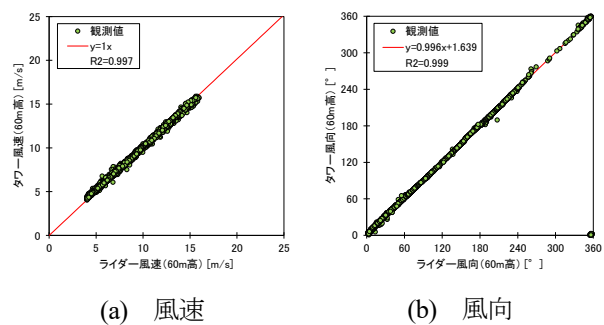 観測値
y=1x
R2=0.997
25
20
15
10
5
0
タワー風速(60m高) [m/s]
0 5 10 15 20 25
ライダー風速(60m高) [m/s]
(a) 風速
観測値
y=0.996x+1.639
R2=0.999
360
300
240
180
120
60
0
タワー風向(60m高) [°]
0 60 120 180 240 300 360
ライダー風向(60m高) [°]
(b) 風向